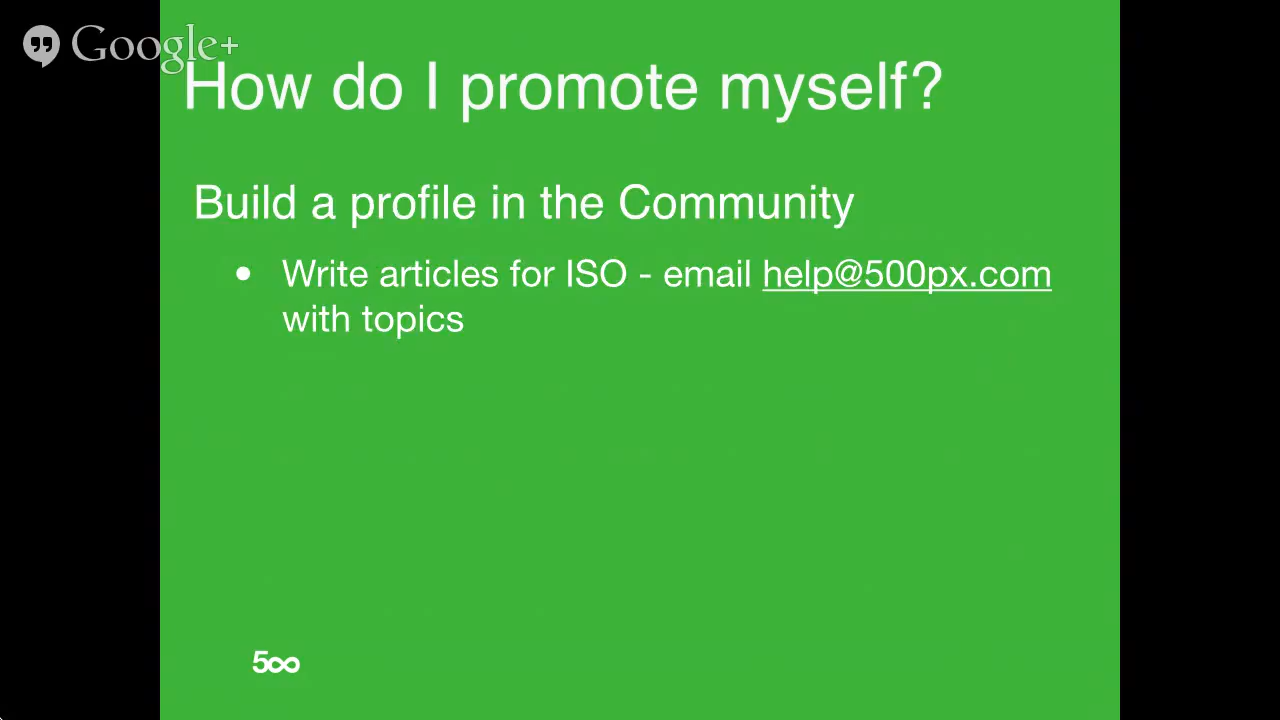 Google+
How do I promote myself?
Build a profile in the Community
• Write articles for ISO - email help@500px.com
with topics
500